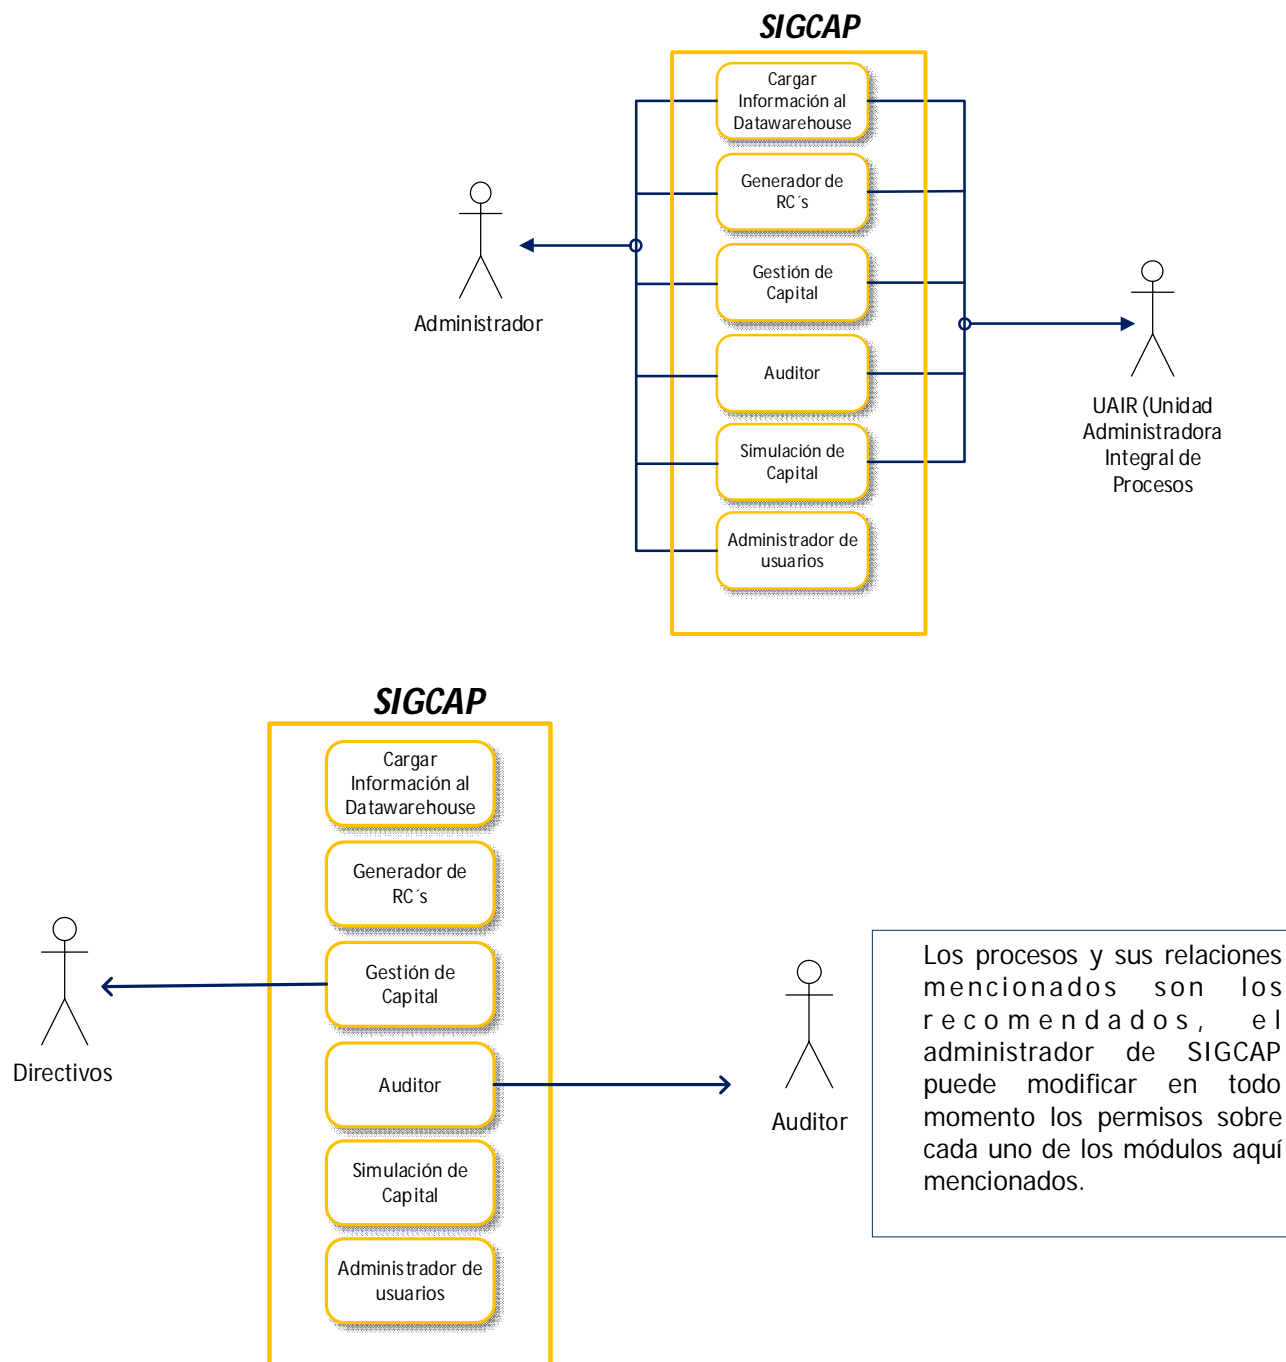 SIGCAP
Cargar
Información al
Datawarehouse
Generador de
RC´s
Gestión de
Capital
Auditor
Simulación de
Capital
Administrador de
usuarios
Administrador
UAIR (Unidad
Administradora
Integral de
Procesos
SIGCAP
Cargar
Información al
Datawarehouse
Generador de
RC´s
Gestión de
Capital
Auditor
Simulación de
Capital
Administrador de
usuarios
Directivos
Auditor
Los procesos y sus relaciones
mencionados son los
recomendados, el
administrador de SIGCAP
puede modificar en todo
momento los permisos sobre
cada uno de los módulos aquí
mencionados.